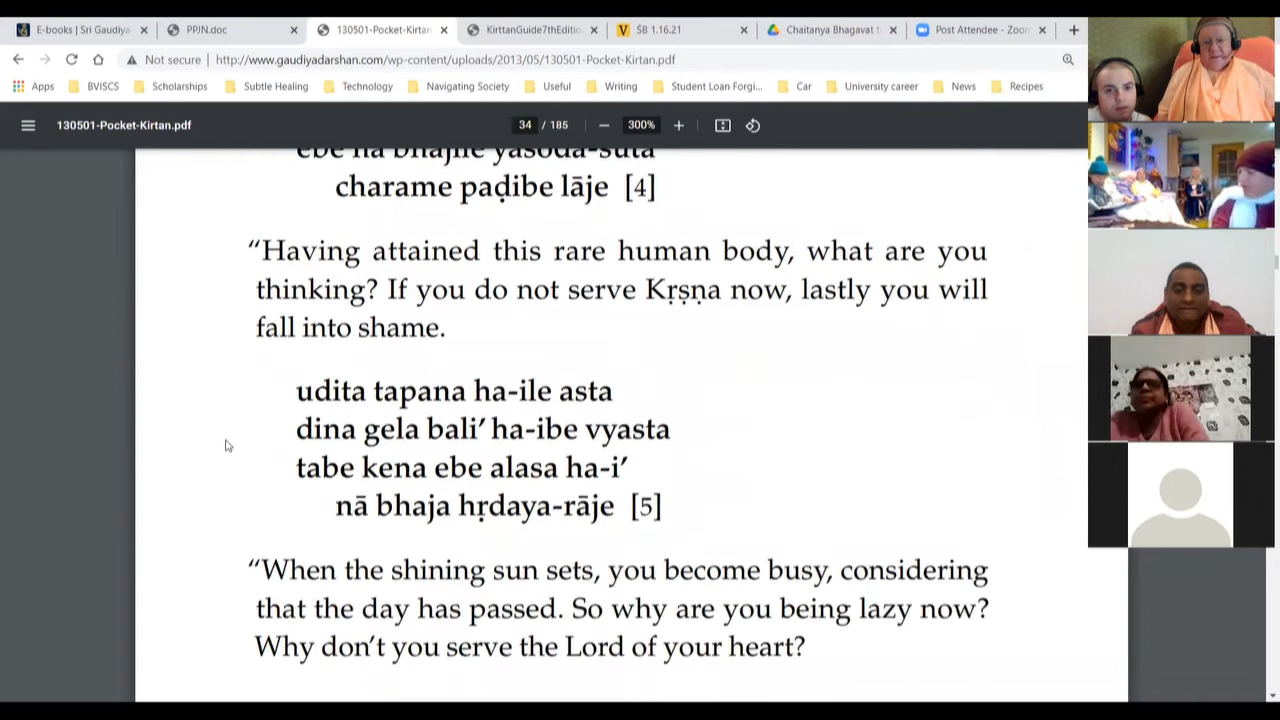 E-books | Sri Gaudiya
PPJN.doc
130501-Pocket-Kirtan
KirttanGuide7thEditio
ŚB 1.16.21
Chaitanya Bhagavat t
Post Attendee - Zoom
Not secure | http://www.gaudiyadarshan.com/wp-content/uploads/2013/05/130501-Pocket-Kirtan.pdf
Apps BVISCS Scholarships Subtle Healing Technology Navigating Society Useful Writing Student Loan Forgi... Car University career News Recipes
130501-Pocket-Kirtan.pdf 34 / 185 — 300% +
ebe nā bhajile yaśodā-suta
charame paḍibe lāje [4]
“Having attained this rare human body, what are you
thinking? If you do not serve Kṛṣṇa now, lastly you will
fall into shame.
udita tapana ha-ile asta
dina gela bali’ ha-ibe vyasta
tabe kena ebe alasa ha-i’
nā bhaja hṛdaya-rāje [5]
“When the shining sun sets, you become busy, considering
that the day has passed. So why are you being lazy now?
Why don’t you serve the Lord of your heart?